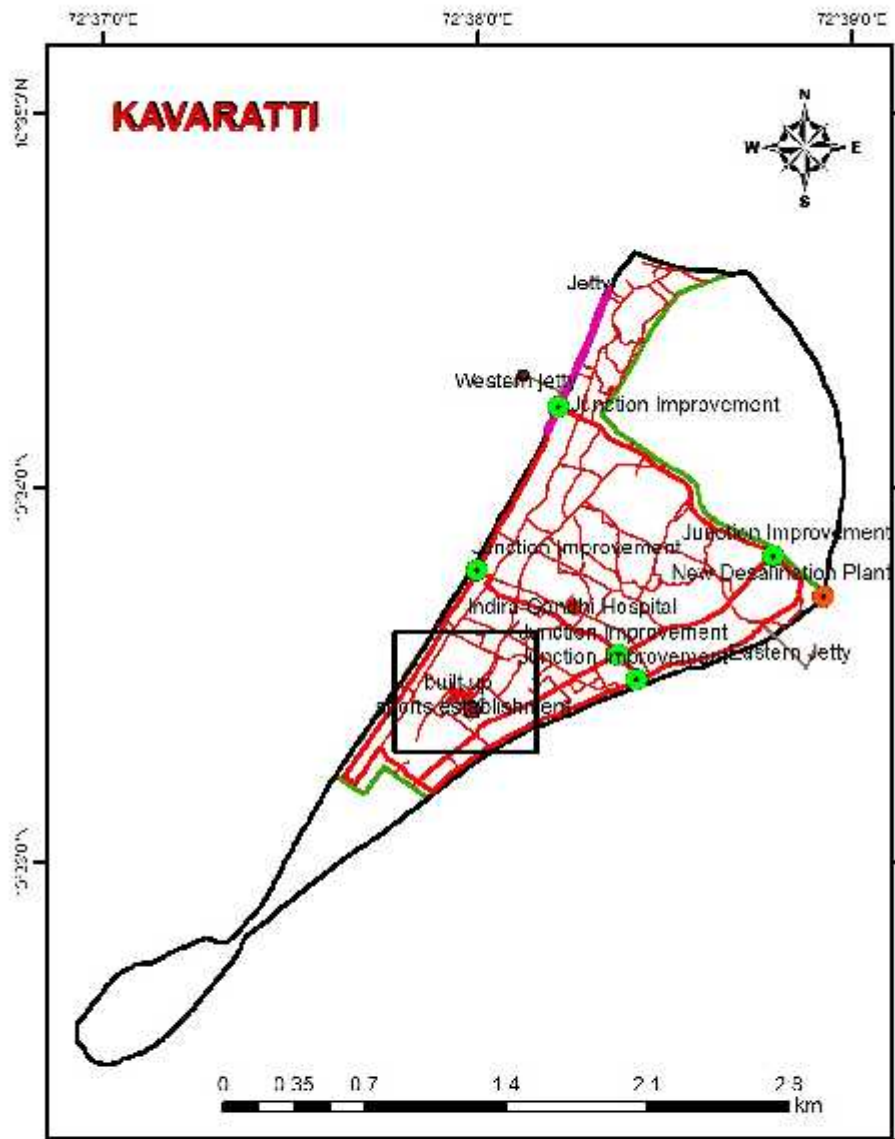 72°37'0"E 72°38'0"E 72°39'0"E
KAVARATTI
N
W E
S
Jetty
Western jetty
Junction Improvement
Junction Improvement
Junction Improvement
New Desalination Plant
Indira Gandhi Hospital
Junction Improvement
Junction Improvement
Eastern Jetty
built up
sports establishment
0 0.35 0.7 1.4 2.1 2.8
km